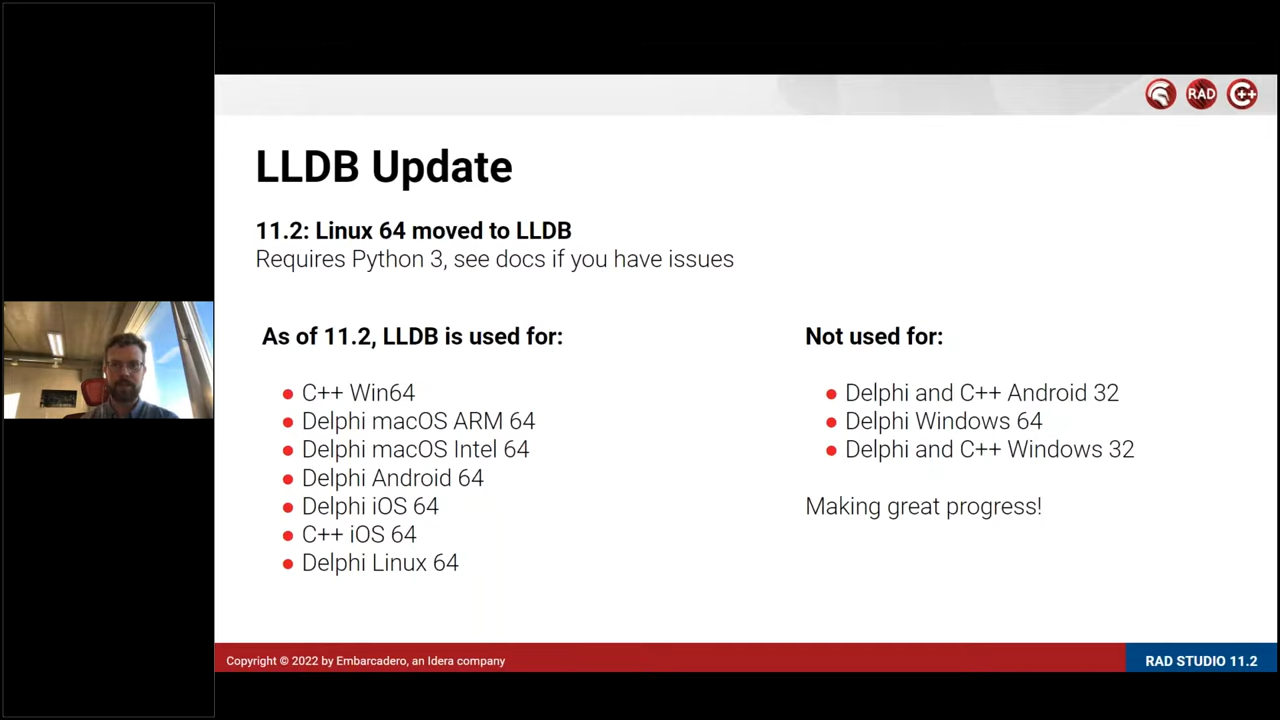 RAD
C++
LLDB Update
11.2: Linux 64 moved to LLDB
Requires Python 3, see docs if you have issues
As of 11.2, LLDB is used for:
C++ Win64
Delphi macOS ARM 64
Delphi macOS Intel 64
Delphi Android 64
Delphi iOS 64
C++ iOS 64
Delphi Linux 64
Not used for:
Delphi and C++ Android 32
Delphi Windows 64
Delphi and C++ Windows 32
Making great progress!
Copyright © 2022 by Embarcadero, an Idera company
RAD STUDIO 11.2